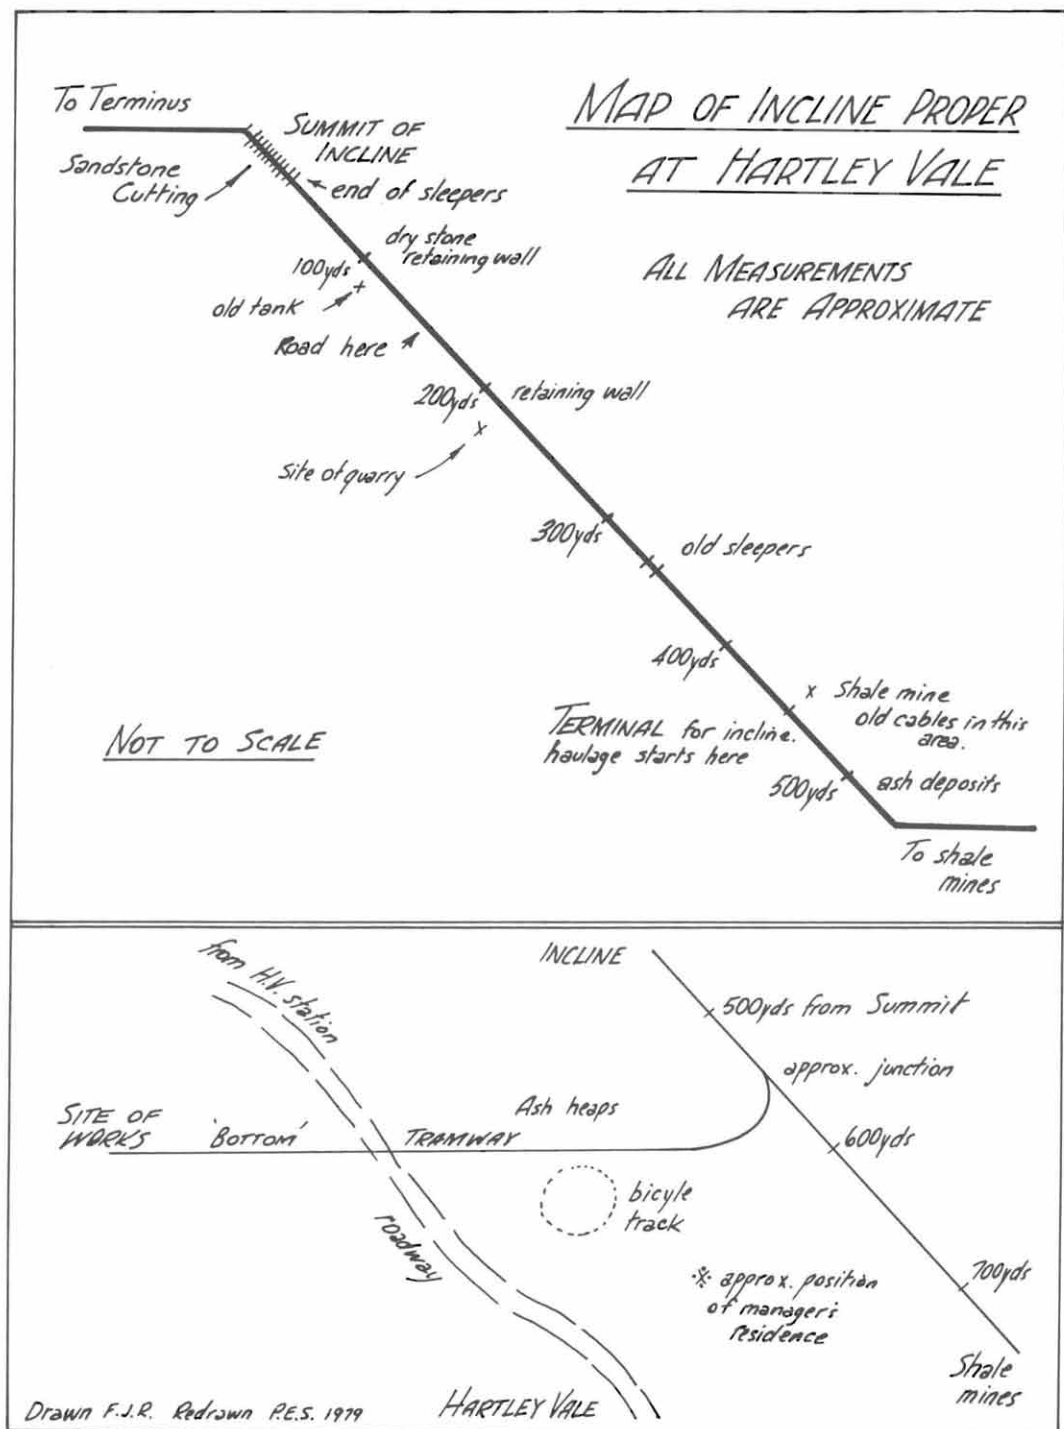 MAP OF INCLINE PROPER
AT HARTLEY VALE
ALL MEASUREMENTS
ARE APPROXIMATE
To Terminus
SUMMIT OF
INCLINE
Sandstone
Cutting
end of sleepers
dry stone
retaining wall
100yds
old tank
Road here
200yds
retaining wall
Site of quarry
300yds
old sleepers
400yds
x Shale mine
old cables in this
area.
TERMINAL for incline.
haulage starts here
NOT TO SCALE
500yds
ash deposits
To shale
mines
from H.V. station
INCLINE
500yds from Summit
approx. junction
Ash heaps
SITE OF
WORKS
'BOTTOM' TRAMWAY
600yds
bicyle
track
roadway
700yds
approx. position
of manager's
residence
Shale
mines
Drawn F.J.R. Redrawn P.E.S. 1979
HARTLEY VALE